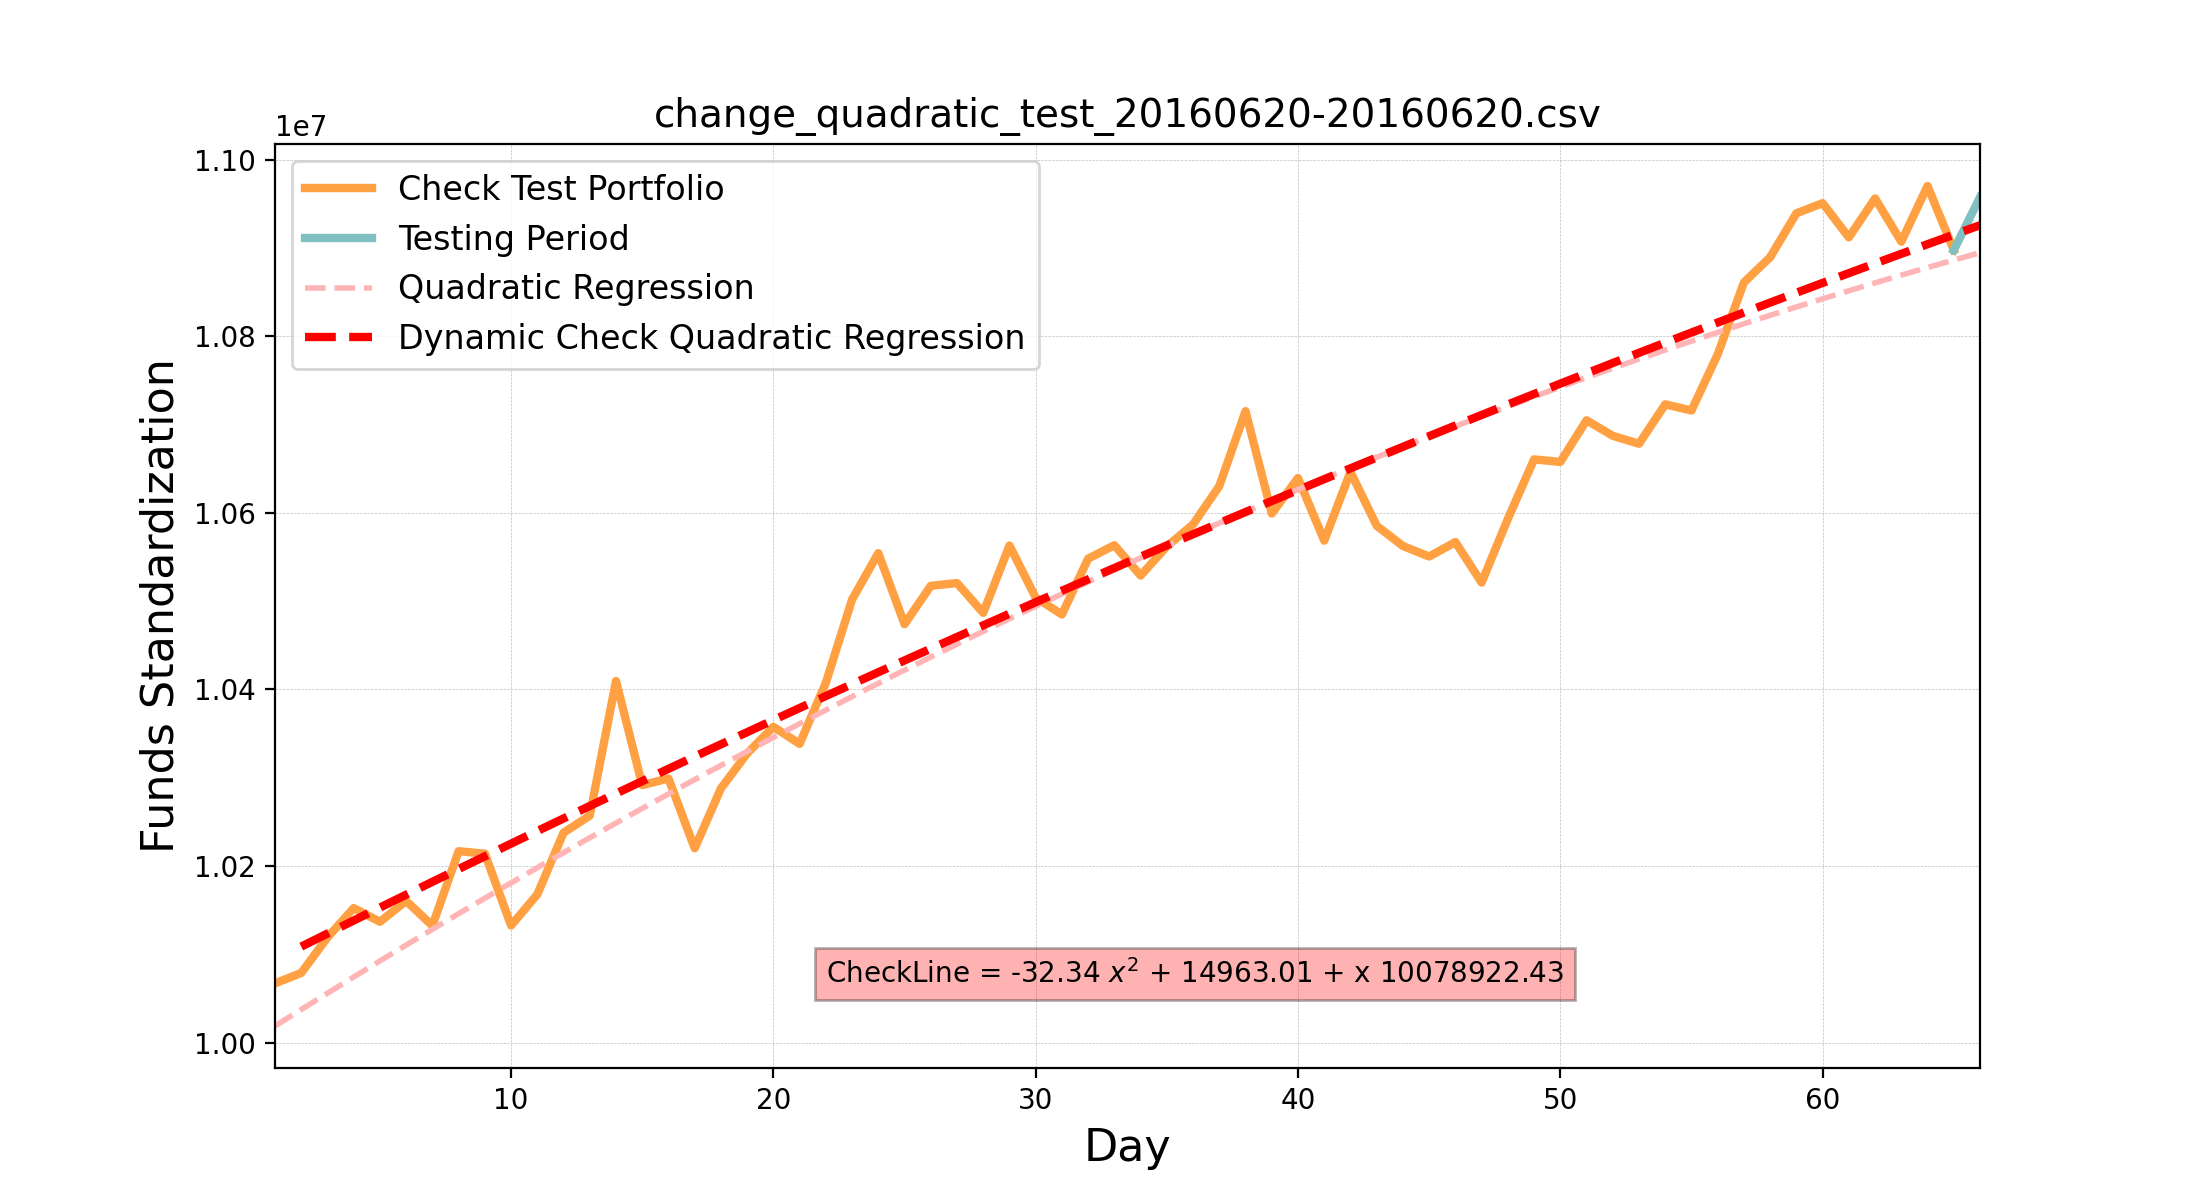 change_quadratic_test_20160620-20160620.csv
1e7
1.10
1.08
1.06
1.04
1.02
1.00
Funds Standardization
Check Test Portfolio
Testing Period
Quadratic Regression
Dynamic Check Quadratic Regression
CheckLine = -32.34 x² + 14963.01 + x 10078922.43
10 20 30 40 50 60
Day